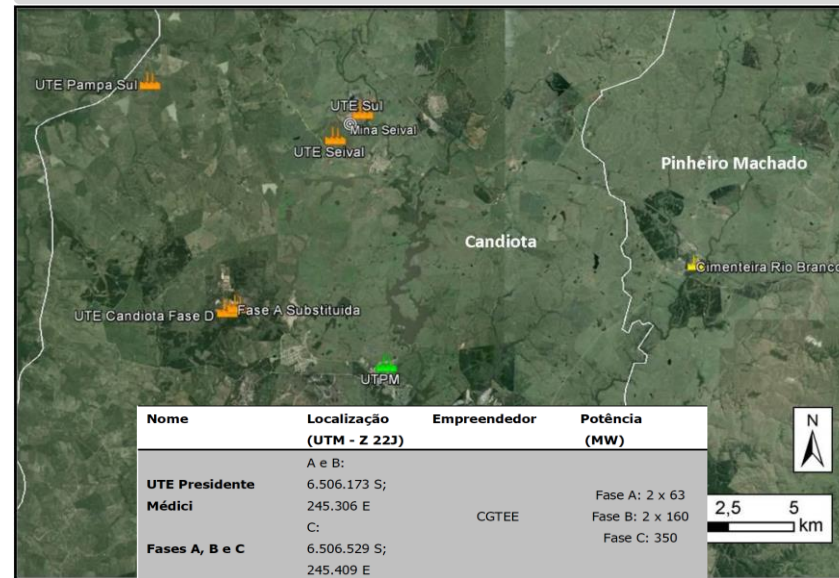 UTE Pampa Sul
UTE Sul
Mina Seival
UTE Seival
Pinheiro Machado
Candiota
Cimenteira Rio Branco
UTE Candiota Fase D
Fase A Substituida
UTPM
Nome
Localização
(UTM - Z 22J)
Empreendedor
Potência
(MW)
UTE Presidente
Médici
Fases A, B e C
A e B:
6.506.173 S;
245.306 E
C:
6.506.529 S;
245.409 E
CGTEE
Fase A: 2 x 63
Fase B: 2 x 160
Fase C: 350
N
2,5 5
km